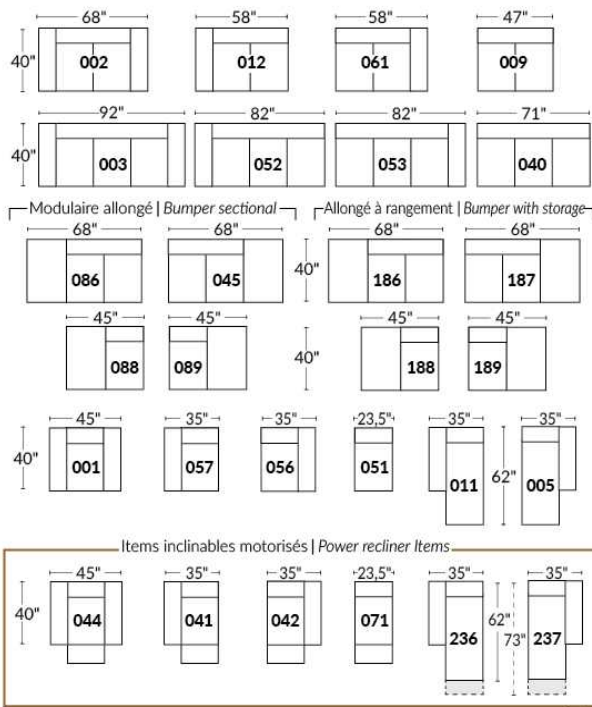 68" 58" 58" 47"
40" 002 012 061 009
92" 82" 82" 71"
40" 003 052 053 040
Modulaire allongé | Bumper sectional Allongé à rangement | Bumper with storage
68" 68" 68" 68"
086 045 40" 186 187
45" 45" 45" 45"
088 089 40" 188 189
45" 35" 35" 23,5" 35" 35"
40" 001 057 056 051 011 62" 005
Items inclinables motorisés | Power recliner Items
45" 35" 35" 23,5" 35" 35"
40" 044 041 042 071 236 62" 73" 237